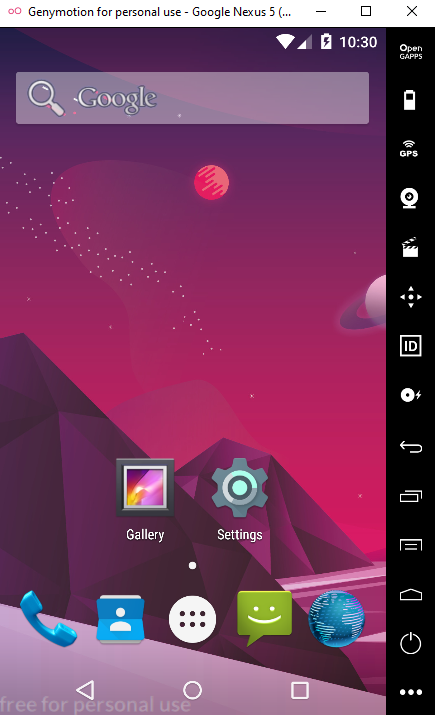 Genymotion for personal use - Google Nexus 5 (...
10:30
Google
Open
GAPPS
GPS
ID
Gallery
Settings
free for personal use